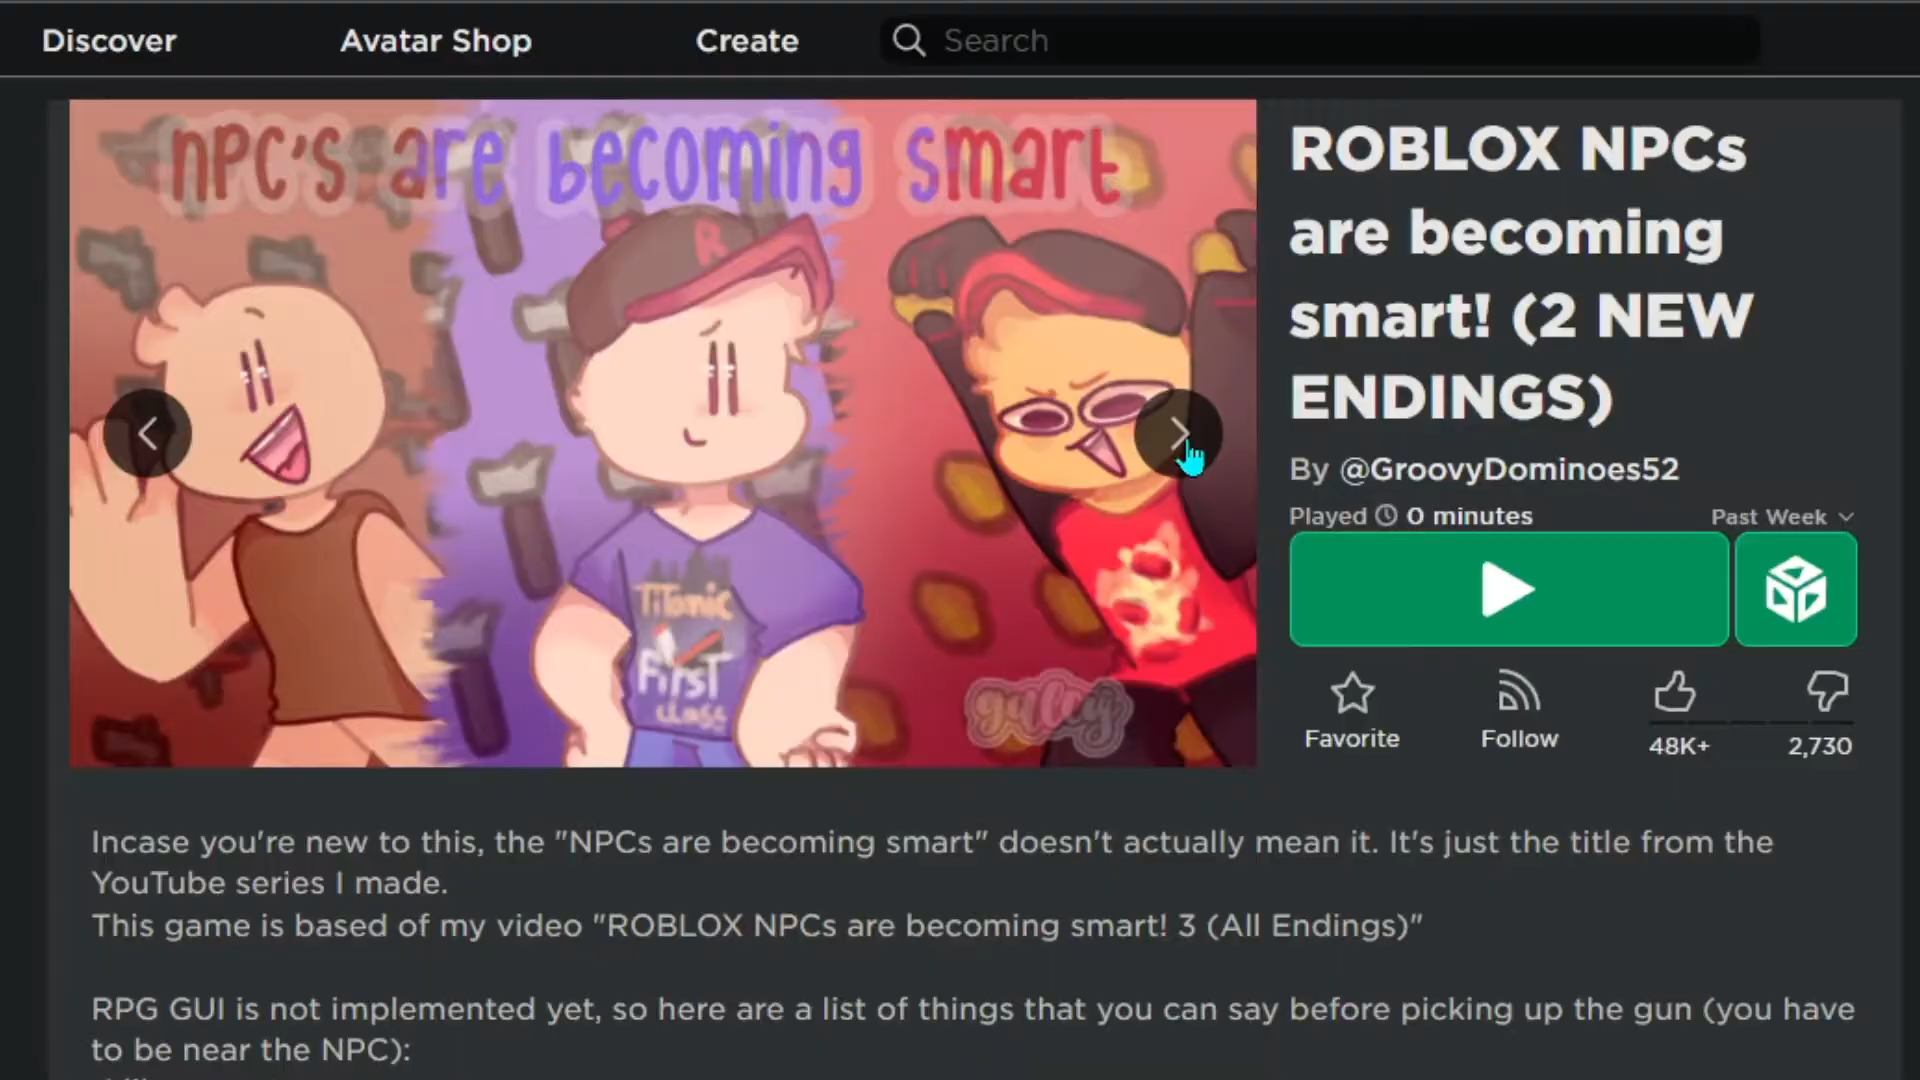 Discover Avatar Shop Create Search
nPC's are becoming smart
R
Titanic
First
class
galey
ROBLOX NPCs
are becoming
smart! (2 NEW
ENDINGS)
By @GroovyDominoes52
Played 0 minutes Past Week
Favorite Follow 48K+ 2,730
Incase you're new to this, the "NPCs are becoming smart" doesn't actually mean it. It's just the title from the
YouTube series I made.
This game is based of my video "ROBLOX NPCs are becoming smart! 3 (All Endings)"
RPG GUI is not implemented yet, so here are a list of things that you can say before picking up the gun (you have
to be near the NPC):